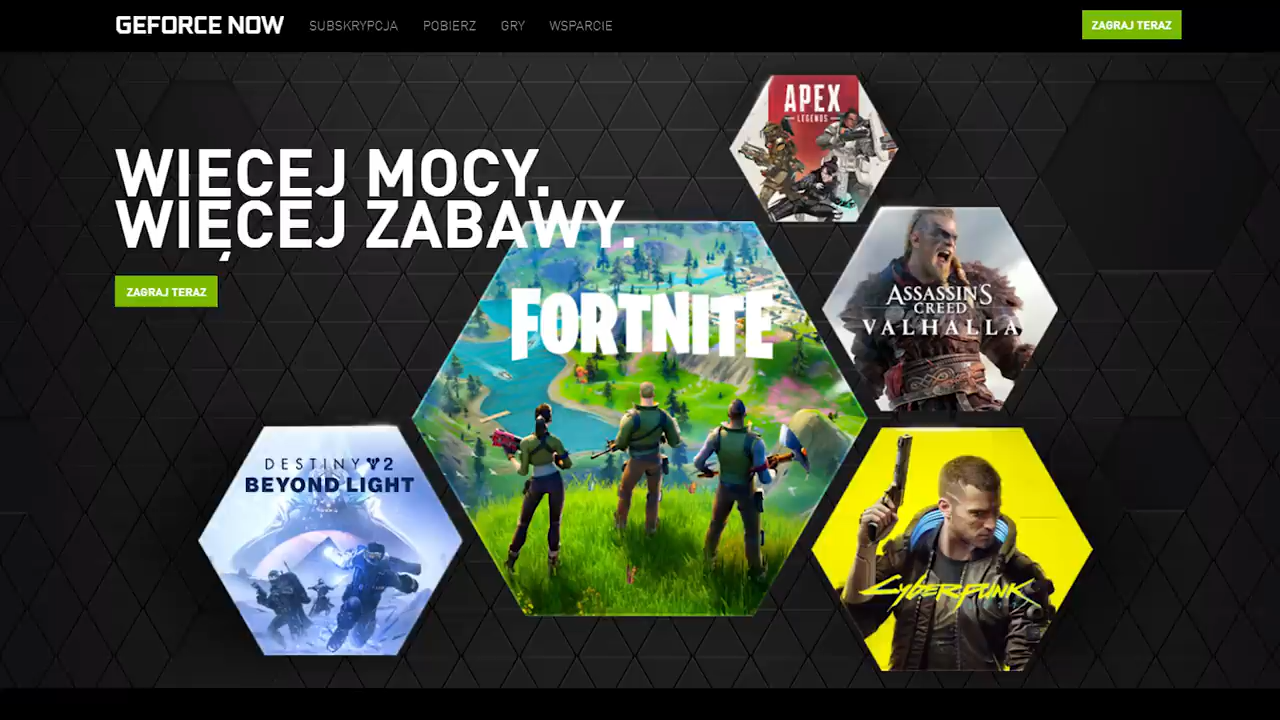 GEFORCE NOW
SUBSKRYPCJA
POBIERZ
GRY
WSPARCIE
ZAGRAJ TERAZ
WIĘCEJ MOCY.
WIĘCEJ ZABAWY.
ZAGRAJ TERAZ
APEX
LEGENDS
ASSASSIN'S
CREED
VALHALLA
FORTNITE
DESTINY 2
BEYOND LIGHT
Cyberpunk